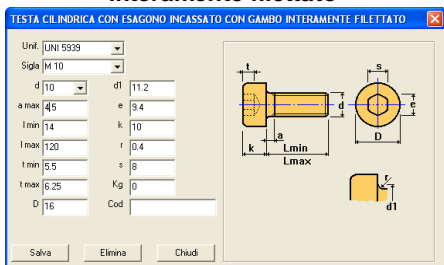 interamente filettato
TESTA CILINDRICA CON ESAGONO INCASSATO CON GAMBO INTERAMENTE FILETTATO
Unif. UNI 5939
Sigla M 10
d 10 d1 11.2
a max 4.5 e 9.4
l min 14 k 10
l max 120 r 0.4
t min 5.5 s 8
t max 6.25 Kg 0
D 16 Cod
Salva Elimina Chiudi
t s
d e
a
k Lmin D
Lmax
r
d1